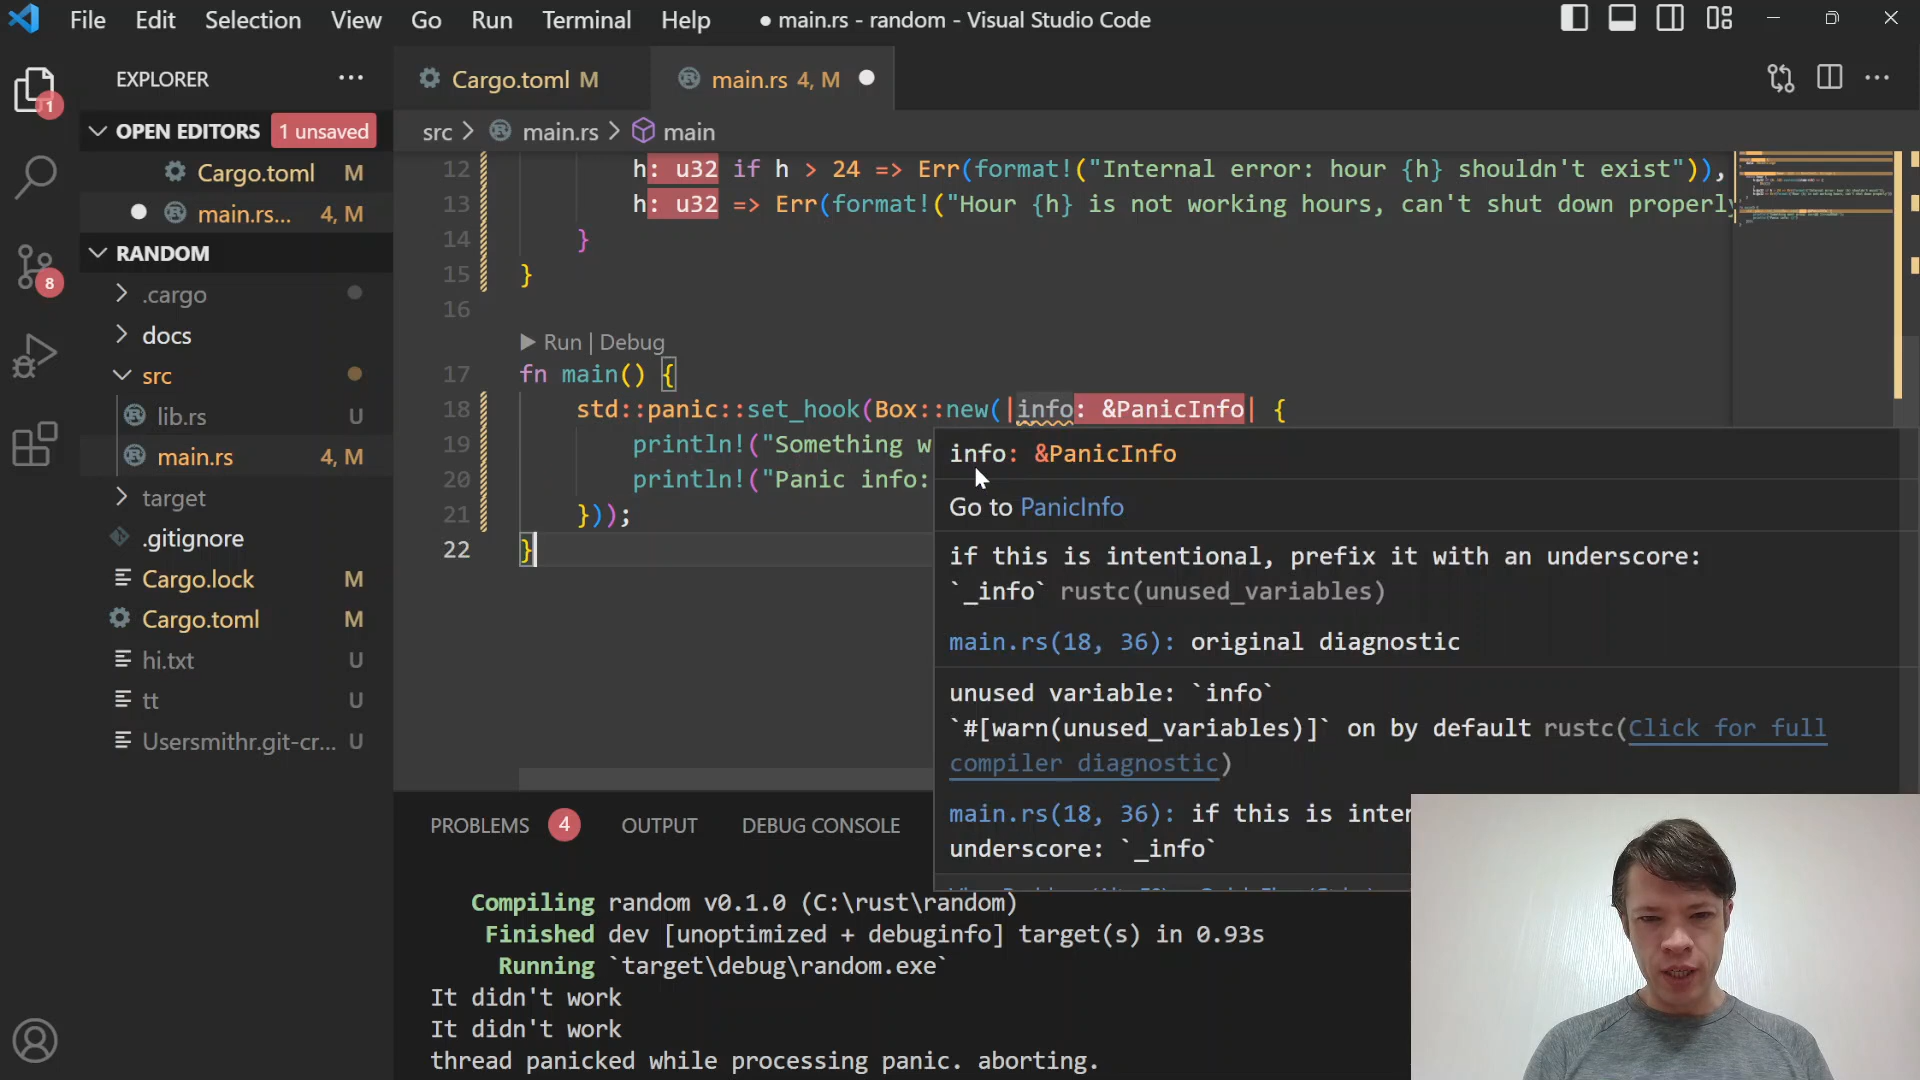 File Edit Selection View Go Run Terminal Help ● main.rs - random - Visual Studio Code
EXPLORER
Cargo.toml M
main.rs 4, M
1
OPEN EDITORS 1 unsaved
src > main.rs > main
Cargo.toml M
main.rs... 4, M
RANDOM
8
.cargo
docs
src
lib.rs U
main.rs 4, M
target
.gitignore
Cargo.lock M
Cargo.toml M
hi.txt U
tt U
Usersmithr.git-cr... U
12 h: u32 if h > 24 => Err(format!("Internal error: hour {h} shouldn't exist")),
13 h: u32 => Err(format!("Hour {h} is not working hours, can't shut down properly
14 }
15 }
16
Run | Debug
17 fn main() {
18 std::panic::set_hook(Box::new(|info: &PanicInfo| {
19 println!("Something w
20 println!("Panic info:
21 }));
22 }
info: &PanicInfo
Go to PanicInfo
if this is intentional, prefix it with an underscore:
`_info` rustc(unused_variables)
main.rs(18, 36): original diagnostic
unused variable: `info`
`#[warn(unused_variables)]` on by default rustc(Click for full
compiler diagnostic)
main.rs(18, 36): if this is inter
underscore: `_info`
PROBLEMS 4 OUTPUT DEBUG CONSOLE
Compiling random v0.1.0 (C:\rust\random)
Finished dev [unoptimized + debuginfo] target(s) in 0.93s
Running `target\debug\random.exe`
It didn't work
It didn't work
thread panicked while processing panic. aborting.